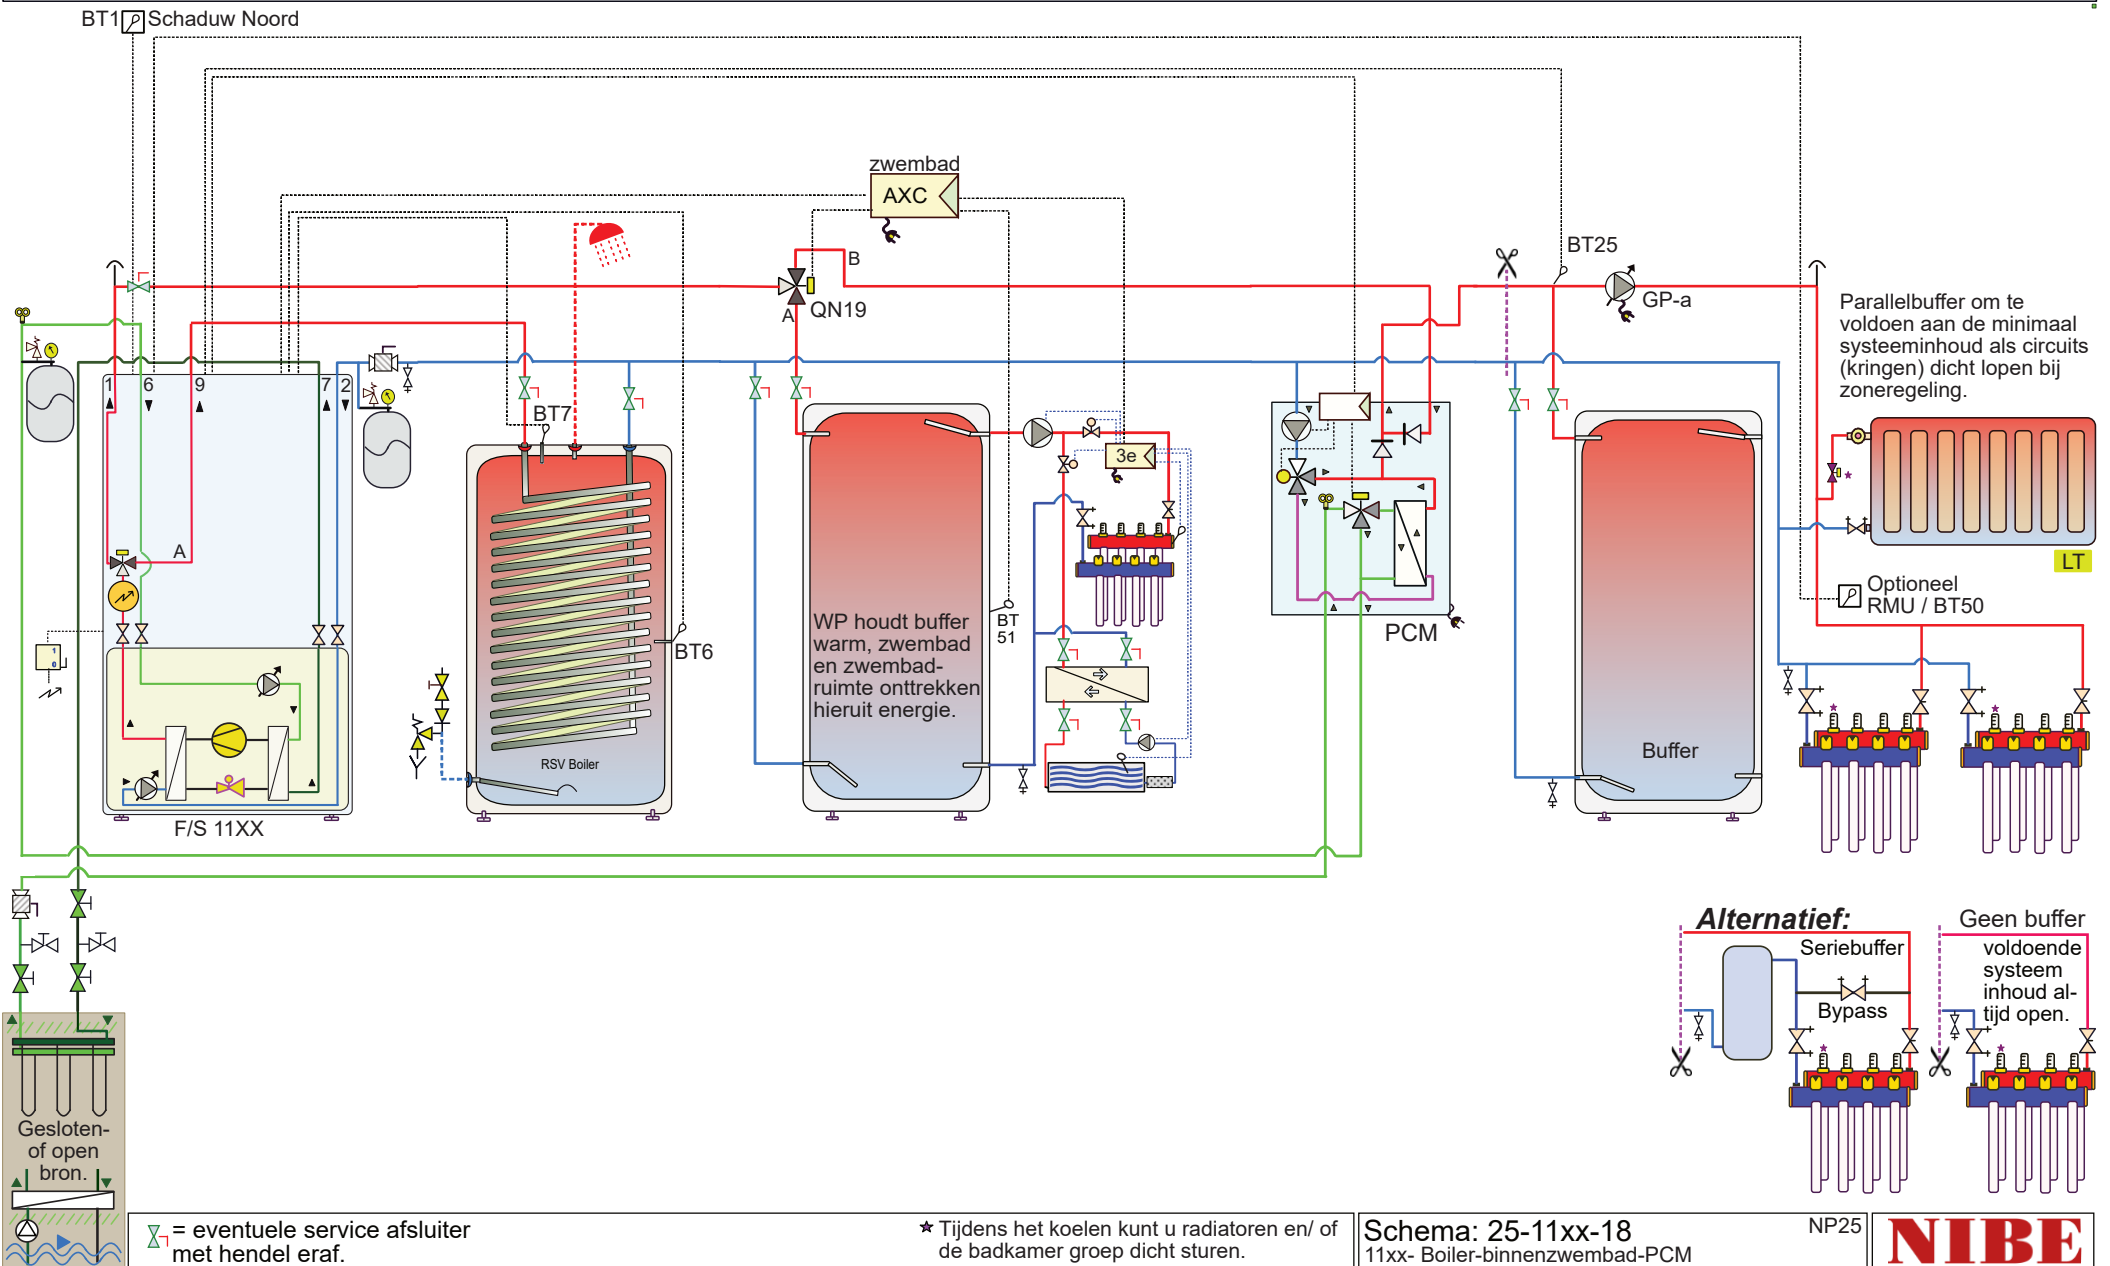 BT1 Schaduw Noord
zwembad
AXC
B
A
QN19
BT25
GP-a
Parallelbuffer om te
voldoen aan de minimaal
systeeminhoud als circuits
(kringen) dicht lopen bij
zoneregeling.
1
6
9
7
2
A
BT7
BT6
RSV Boiler
F/S 11XX
1
0
WP houdt buffer
warm, zwembad
en zwembad-
ruimte onttrekken
hieruit energie.
BT
51
3e
PCM
Buffer
LT
Optioneel
RMU / BT50
Alternatief:
Seriebuffer
Bypass
Geen buffer
voldoende
systeem
inhoud al-
tijd open.
Gesloten-
of open
bron.
= eventuele service afsluiter
met hendel eraf.
Tijdens het koelen kunt u radiatoren en/ of
de badkamer groep dicht sturen.
Schema: 25-11xx-18
11xx- Boiler-binnenzwembad-PCM
NP25
NIBE